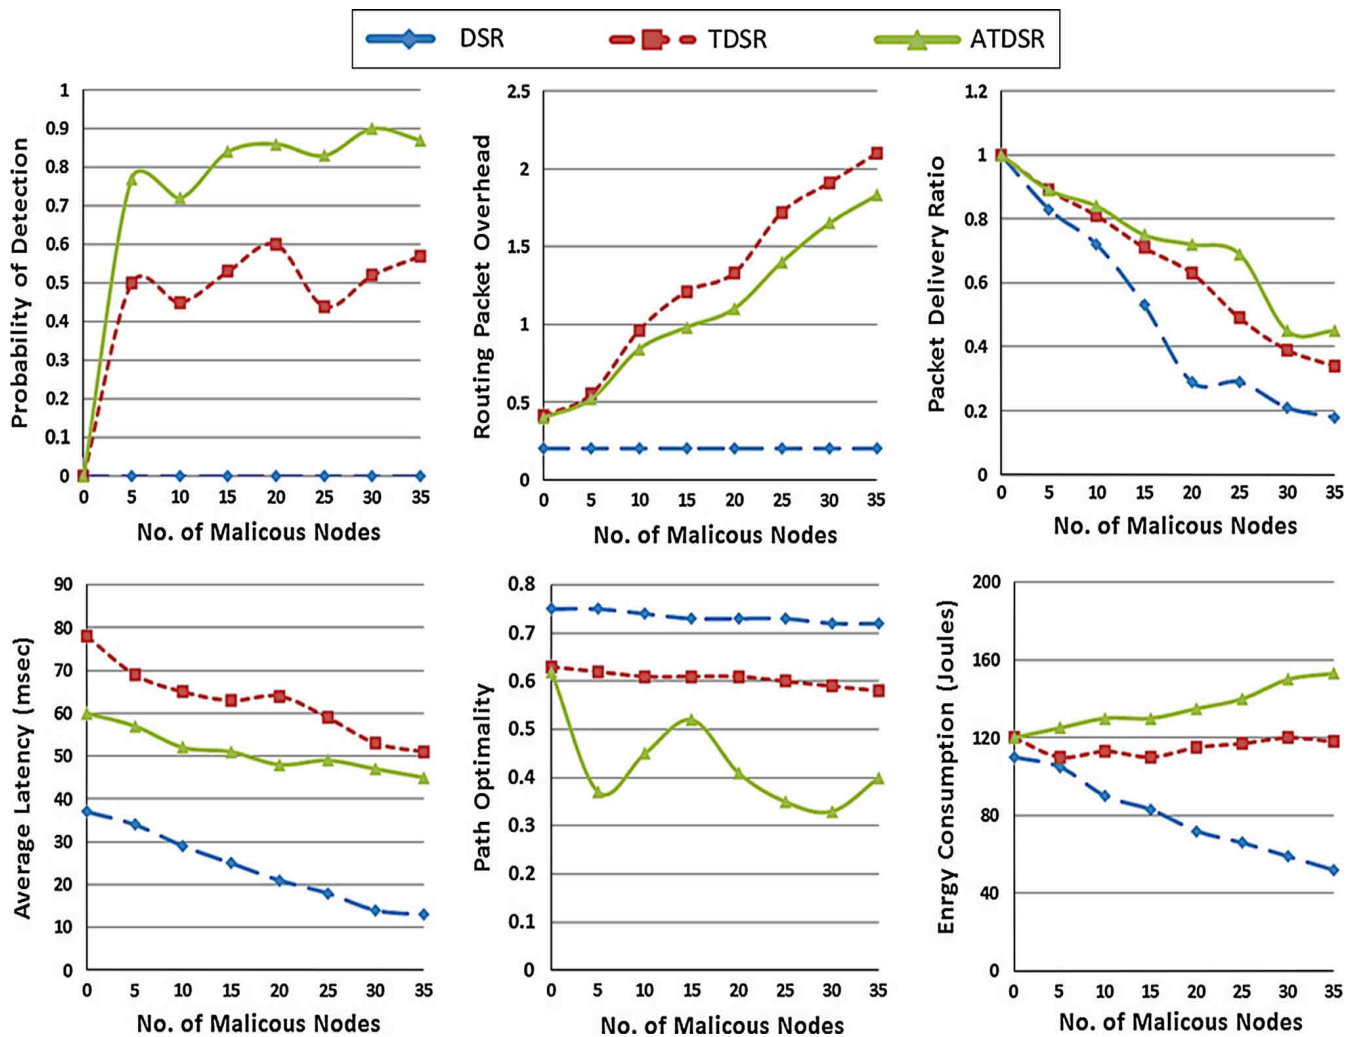 DSR TDSR ATDSR
Probability of Detection
1
0.9
0.8
0.7
0.6
0.5
0.4
0.3
0.2
0.1
0
0 5 10 15 20 25 30 35
No. of Malicous Nodes
Routing Packet Overhead
2.5
2
1.5
1
0.5
0
0 5 10 15 20 25 30 35
No. of Malicous Nodes
Packet Delivery Ratio
1.2
1
0.8
0.6
0.4
0.2
0
0 5 10 15 20 25 30 35
No. of Malicous Nodes
Average Latency (msec)
90
80
70
60
50
40
30
20
10
0
0 5 10 15 20 25 30 35
No. of Malicous Nodes
Path Optimality
0.8
0.7
0.6
0.5
0.4
0.3
0.2
0.1
0
0 5 10 15 20 25 30 35
No. of Malicous Nodes
Enrgy Consumption (Joules)
200
160
120
80
40
0
0 5 10 15 20 25 30 35
No. of Malicous Nodes